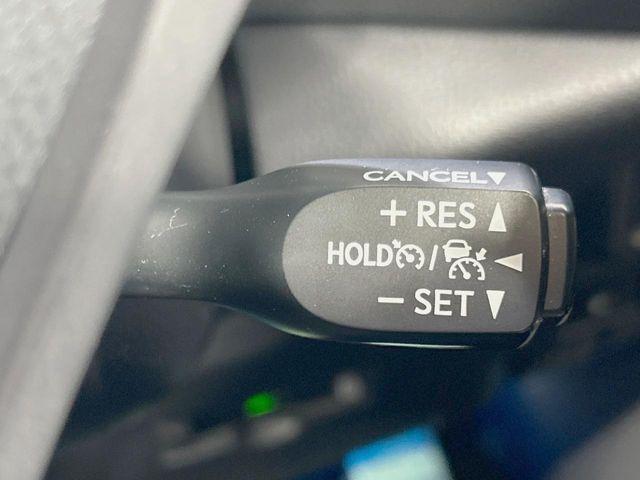 CANCEL▼
+ RES ▲
HOLD / ◀
− SET ▼